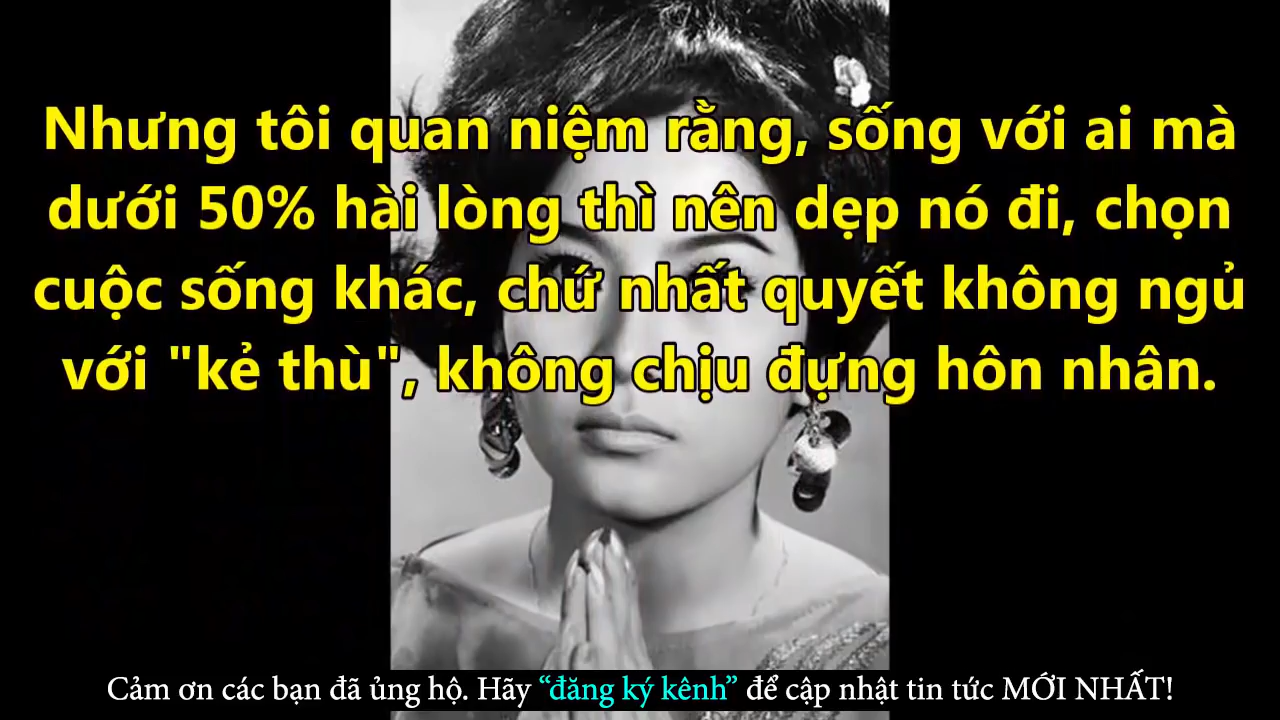 Nhưng tôi quan niệm rằng, sống với ai mà
dưới 50% hài lòng thì nên dẹp nó đi, chọn
cuộc sống khác, chứ nhất quyết không ngủ
với "kẻ thù", không chịu đựng hôn nhân.
Cảm ơn các bạn đã ủng hộ. Hãy “đăng ký kênh” để cập nhật tin tức MỚI NHẤT!